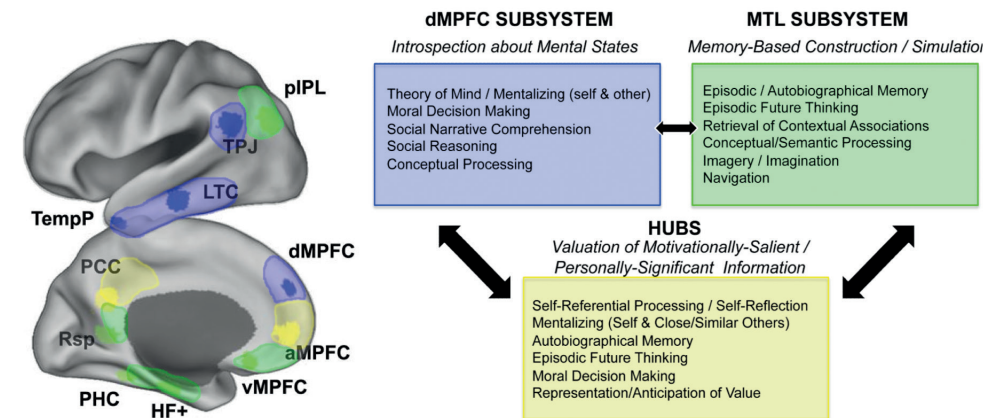 pIPL
TPJ
LTC
TempP
dMPFC
PCC
Rsp
aMPFC
vMPFC
PHC
HF+
dMPFC SUBSYSTEM
Introspection about Mental States
Theory of Mind / Mentalizing (self & other)
Moral Decision Making
Social Narrative Comprehension
Social Reasoning
Conceptual Processing
MTL SUBSYSTEM
Memory-Based Construction / Simulation
Episodic / Autobiographical Memory
Episodic Future Thinking
Retrieval of Contextual Associations
Conceptual/Semantic Processing
Imagery / Imagination
Navigation
HUBS
Valuation of Motivationally-Salient /
Personally-Significant Information
Self-Referential Processing / Self-Reflection
Mentalizing (Self & Close/Similar Others)
Autobiographical Memory
Episodic Future Thinking
Moral Decision Making
Representation/Anticipation of Value